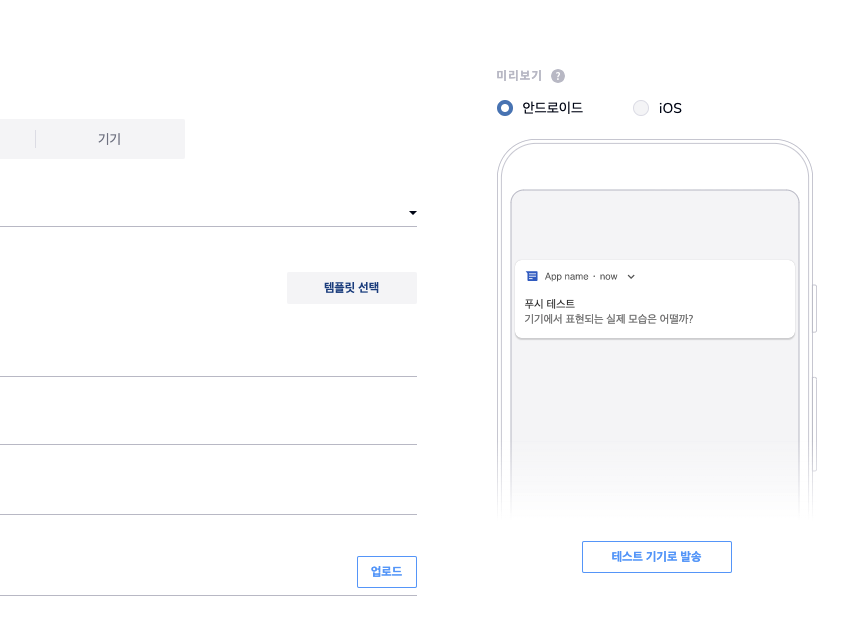 미리보기 ?
안드로이드
iOS
기기
App name · now
템플릿 선택
푸시 테스트
기기에서 표현되는 실제 모습은 어떨까?
테스트 기기로 발송
업로드